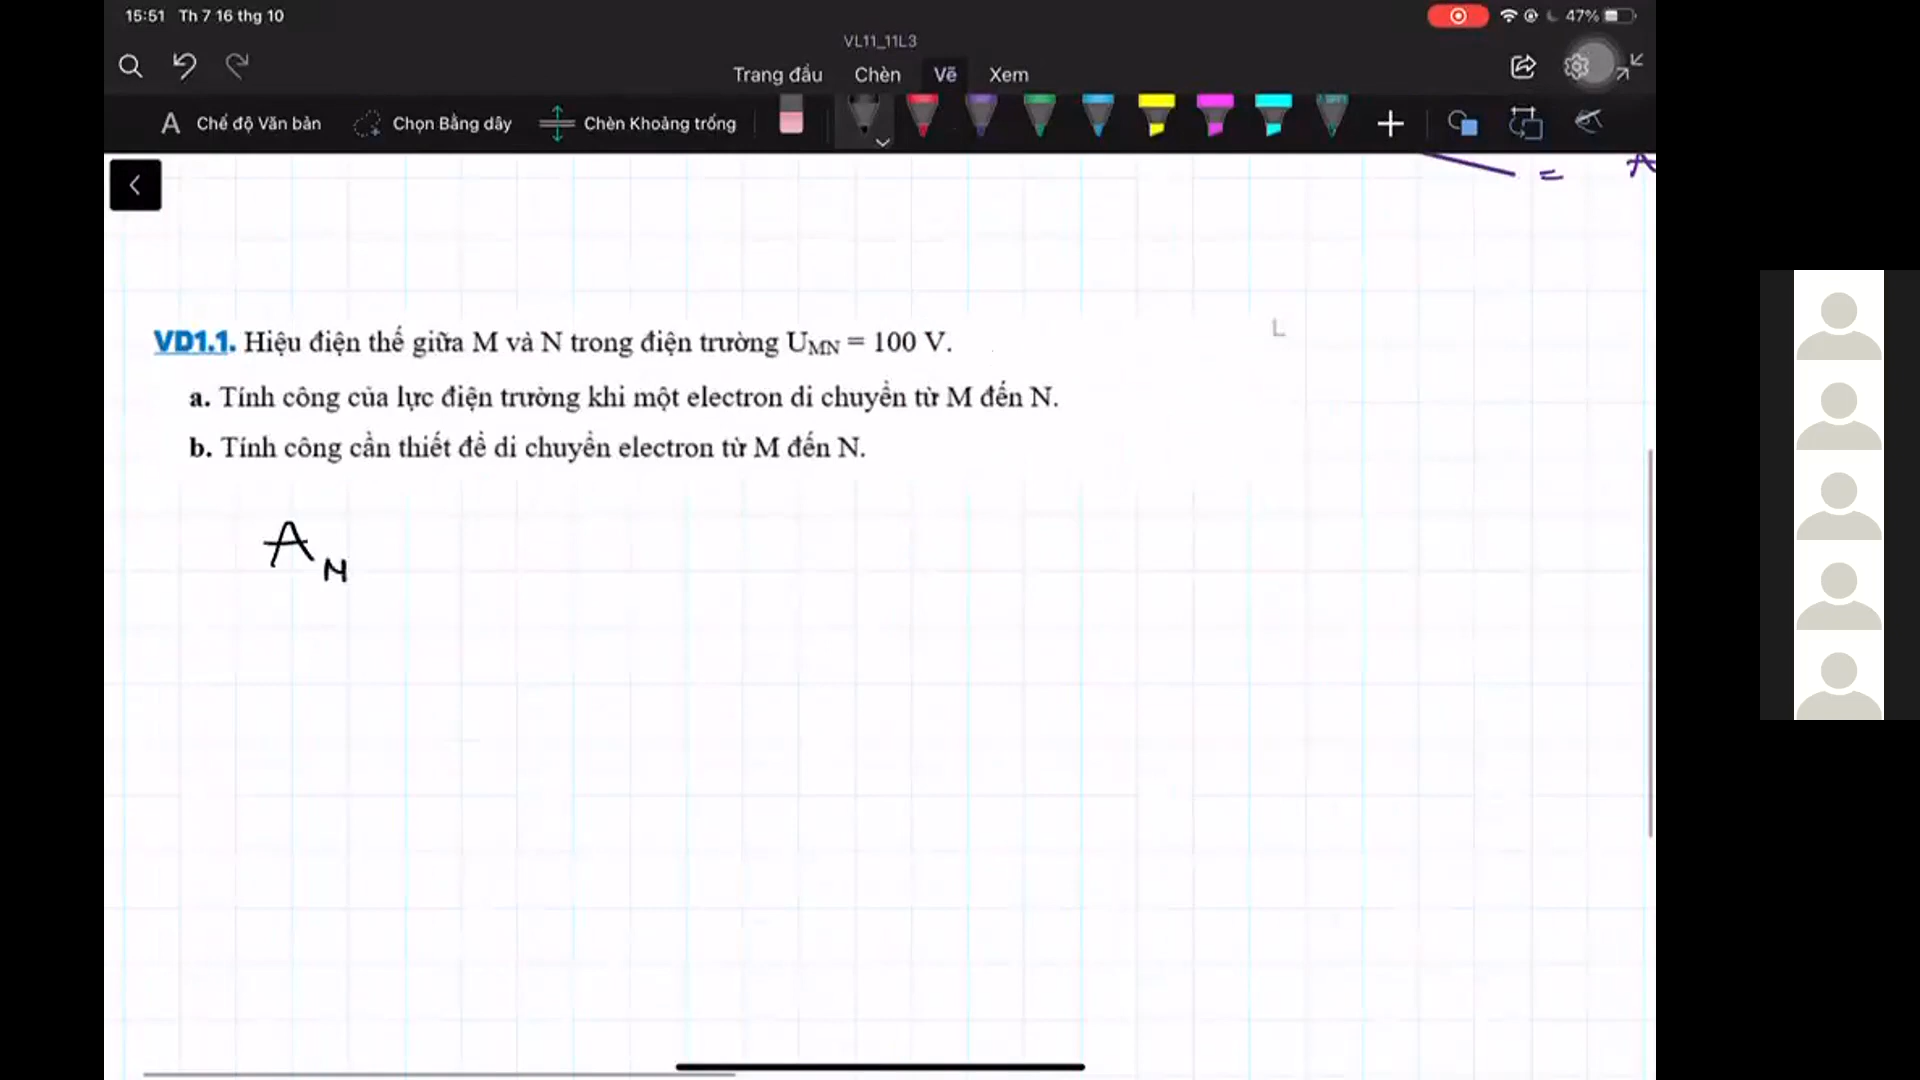 15:51 Th 7 16 thg 10
47%
VL11_11L3
Trang đầu Chèn Vẽ Xem
A Chế độ Văn bản Chọn Bằng dây Chèn Khoảng trống
= A
VD1.1. Hiệu điện thế giữa M và N trong điện trường UMN = 100 V.
a. Tính công của lực điện trường khi một electron di chuyển từ M đến N.
b. Tính công cần thiết để di chuyển electron từ M đến N.
A